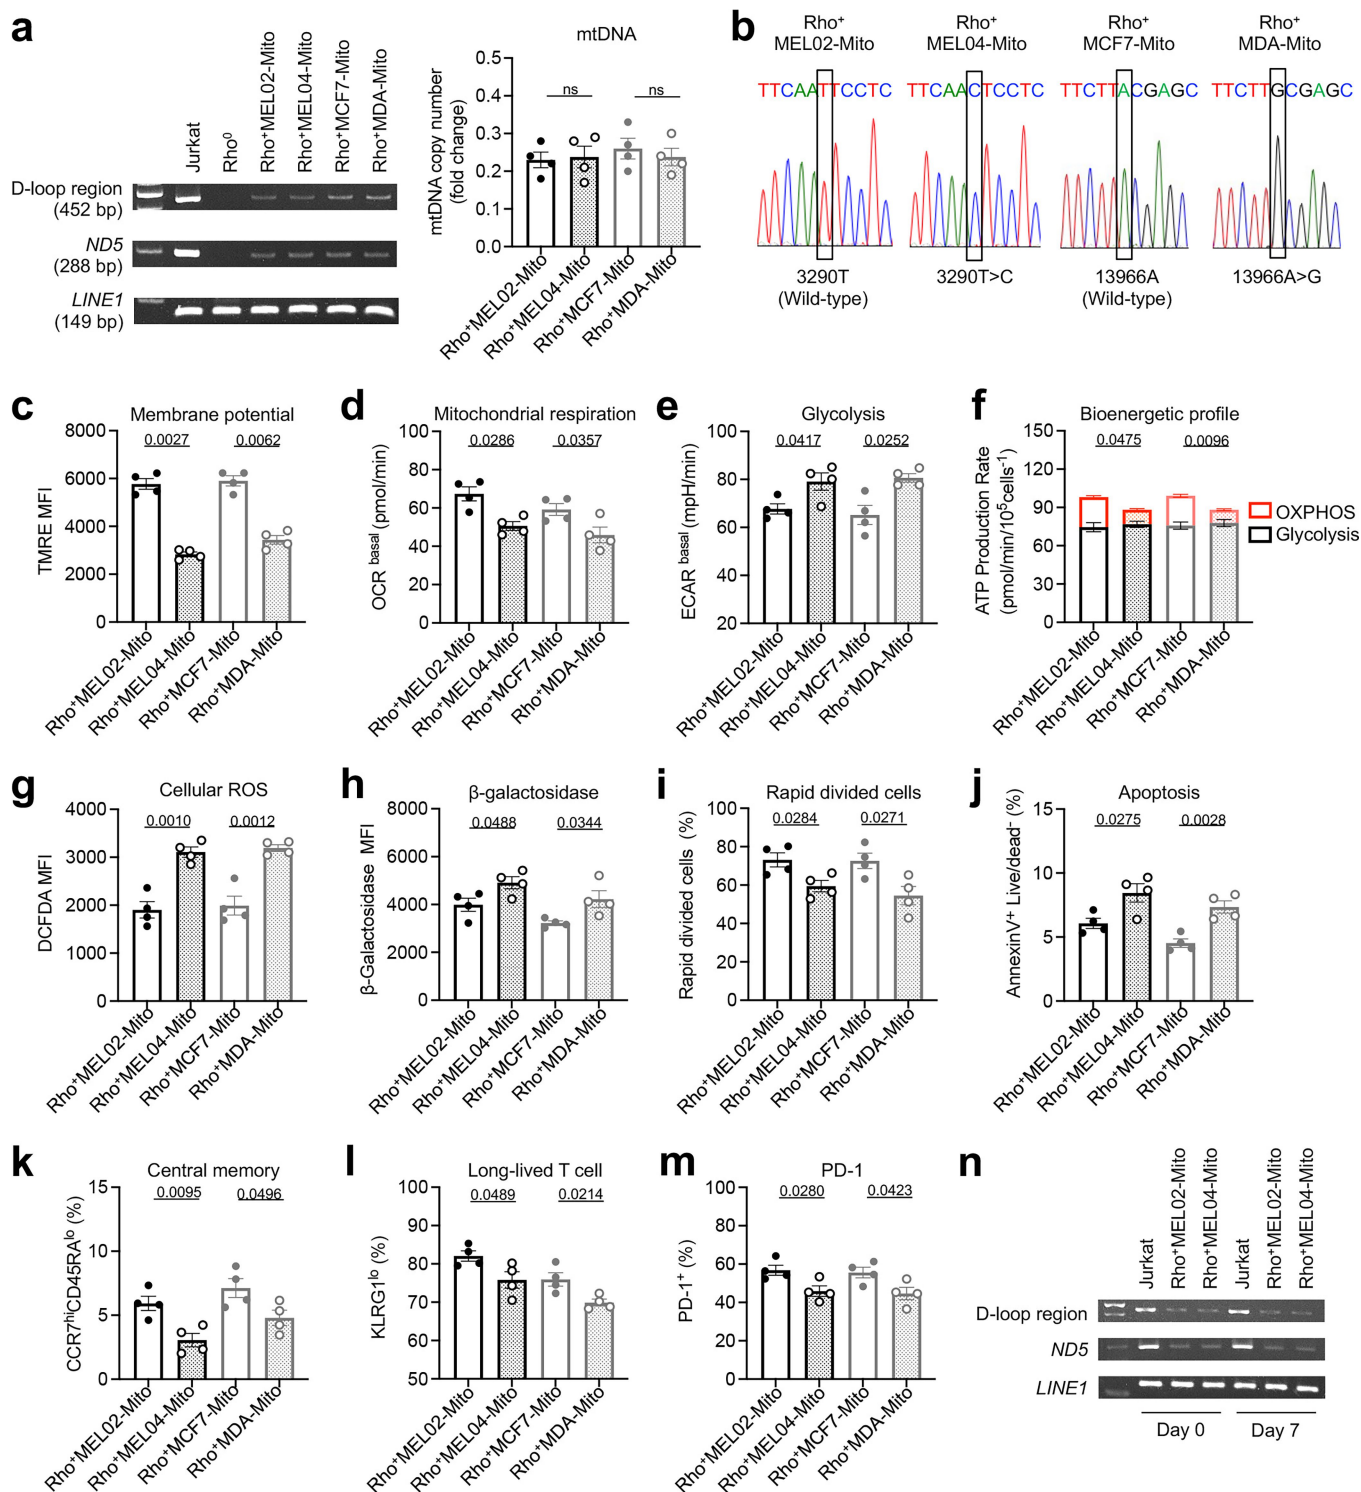 a
Jurkat
Rho⁰
Rho⁺MEL02-Mito
Rho⁺MEL04-Mito
Rho⁺MCF7-Mito
Rho⁺MDA-Mito
D-loop region
(452 bp)
ND5
(288 bp)
LINE1
(149 bp)
mtDNA
mtDNA copy number
(fold change)
0.5
0.4
0.3
0.2
0.1
0.0
ns
ns
Rho⁺MEL02-Mito
Rho⁺MEL04-Mito
Rho⁺MCF7-Mito
Rho⁺MDA-Mito
b
Rho⁺
MEL02-Mito
TTCAATTCCTC
3290T
(Wild-type)
Rho⁺
MEL04-Mito
TTCAACTCCTC
3290T>C
Rho⁺
MCF7-Mito
TTCTTACGAGC
13966A
(Wild-type)
Rho⁺
MDA-Mito
TTCTTGCGAGC
13966A>G
c
Membrane potential
TMRE MFI
8000
6000
4000
2000
0
0.0027
0.0062
Rho⁺MEL02-Mito
Rho⁺MEL04-Mito
Rho⁺MCF7-Mito
Rho⁺MDA-Mito
d
Mitochondrial respiration
OCR ᵇᵃˢᵃˡ (pmol/min)
100
80
60
40
20
0
0.0286
0.0357
Rho⁺MEL02-Mito
Rho⁺MEL04-Mito
Rho⁺MCF7-Mito
Rho⁺MDA-Mito
e
Glycolysis
ECAR ᵇᵃˢᵃˡ (mpH/min)
100
80
60
40
20
0.0417
0.0252
Rho⁺MEL02-Mito
Rho⁺MEL04-Mito
Rho⁺MCF7-Mito
Rho⁺MDA-Mito
f
Bioenergetic profile
ATP Production Rate
(pmol/min/10⁵cells⁻¹)
150
120
90
60
30
0
0.0475
0.0096
OXPHOS
Glycolysis
Rho⁺MEL02-Mito
Rho⁺MEL04-Mito
Rho⁺MCF7-Mito
Rho⁺MDA-Mito
g
Cellular ROS
DCFDA MFI
4000
3000
2000
1000
0
0.0010
0.0012
Rho⁺MEL02-Mito
Rho⁺MEL04-Mito
Rho⁺MCF7-Mito
Rho⁺MDA-Mito
h
β-galactosidase
β-Galactosidase MFI
8000
6000
4000
2000
0
0.0488
0.0344
Rho⁺MEL02-Mito
Rho⁺MEL04-Mito
Rho⁺MCF7-Mito
Rho⁺MDA-Mito
i
Rapid divided cells
Rapid divided cells (%)
100
80
60
40
20
0
0.0284
0.0271
Rho⁺MEL02-Mito
Rho⁺MEL04-Mito
Rho⁺MCF7-Mito
Rho⁺MDA-Mito
j
Apoptosis
AnnexinV⁺ Live/dead⁻ (%)
15
10
5
0
0.0275
0.0028
Rho⁺MEL02-Mito
Rho⁺MEL04-Mito
Rho⁺MCF7-Mito
Rho⁺MDA-Mito
k
Central memory
CCR7ʰⁱCD45RAˡᵒ (%)
15
10
5
0
0.0095
0.0496
Rho⁺MEL02-Mito
Rho⁺MEL04-Mito
Rho⁺MCF7-Mito
Rho⁺MDA-Mito
l
Long-lived T cell
KLRG1ˡᵒ (%)
100
90
80
70
60
50
0.0489
0.0214
Rho⁺MEL02-Mito
Rho⁺MEL04-Mito
Rho⁺MCF7-Mito
Rho⁺MDA-Mito
m
PD-1
PD-1⁺ (%)
100
80
60
40
20
0
0.0280
0.0423
Rho⁺MEL02-Mito
Rho⁺MEL04-Mito
Rho⁺MCF7-Mito
Rho⁺MDA-Mito
n
Jurkat
Rho⁺MEL02-Mito
Rho⁺MEL04-Mito
Jurkat
Rho⁺MEL02-Mito
Rho⁺MEL04-Mito
D-loop region
ND5
LINE1
Day 0
Day 7